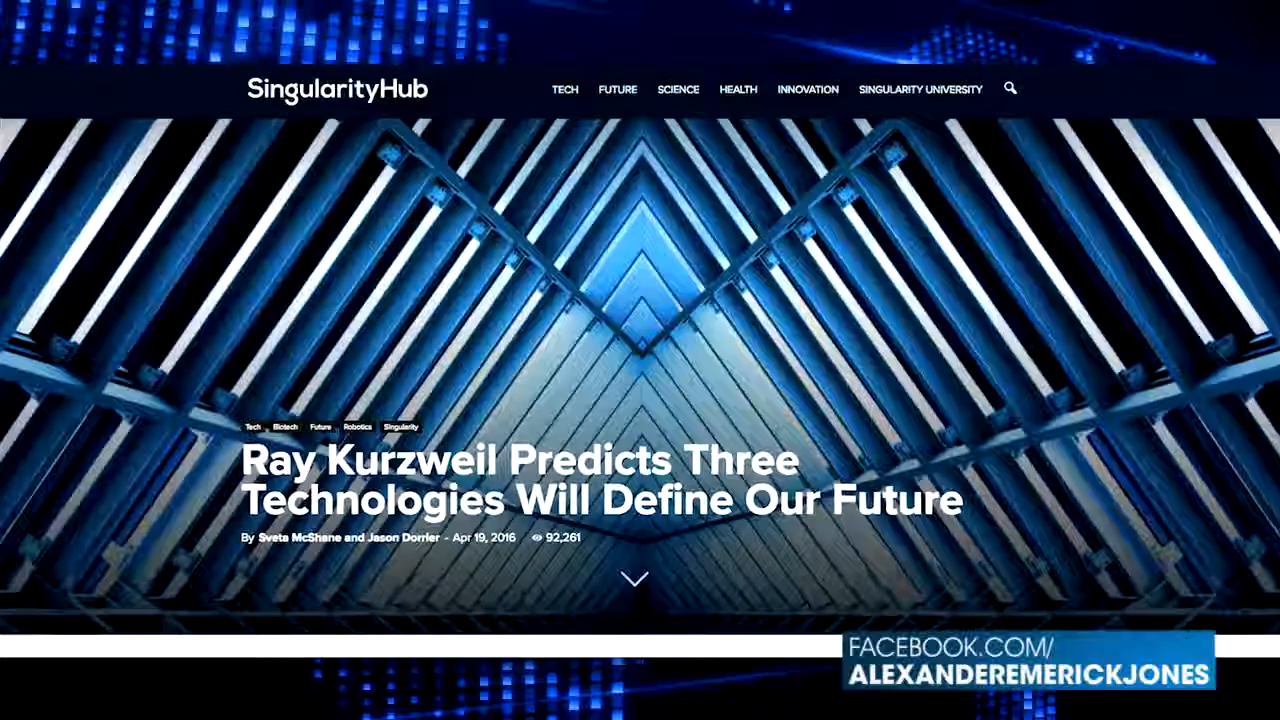 SingularityHub
TECH FUTURE SCIENCE HEALTH INNOVATION SINGULARITY UNIVERSITY
Tech Biotech Future Robotics Singularity
Ray Kurzweil Predicts Three
Technologies Will Define Our Future
By Sveta McShane and Jason Dorrier - Apr 19, 2016 92,261
FACEBOOK.COM/
ALEXANDEREMERICKJONES